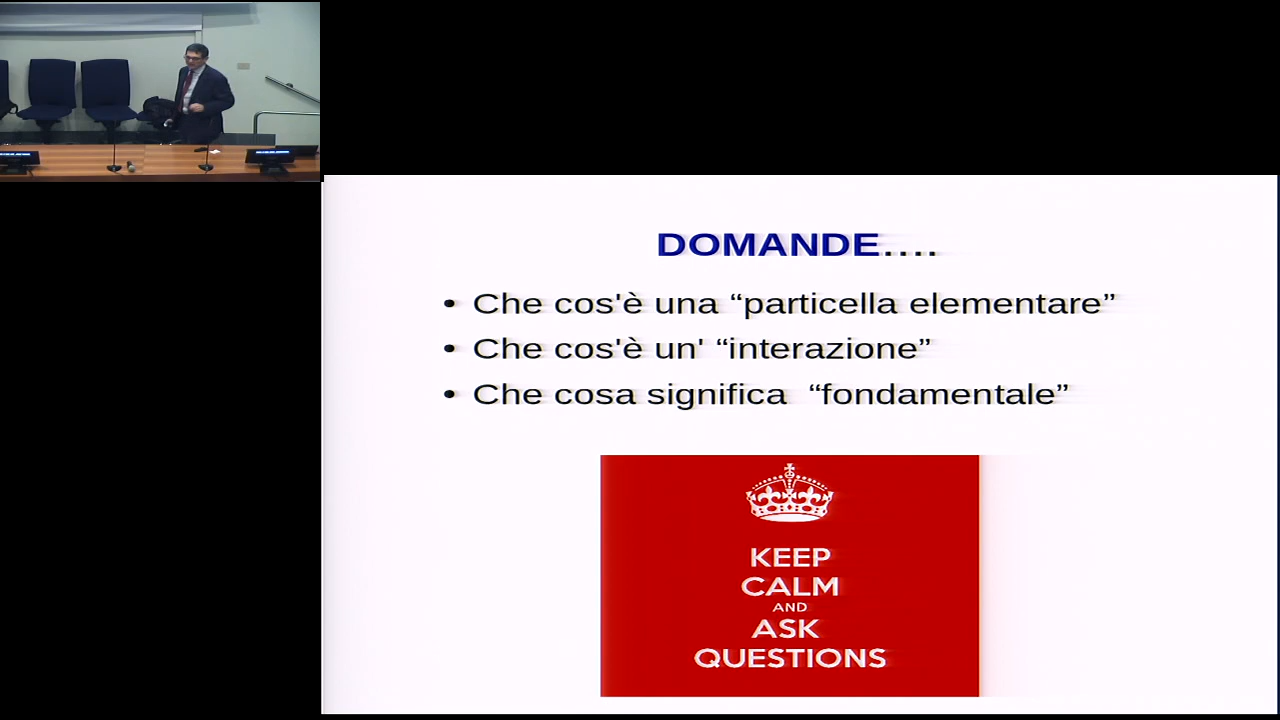 DOMANDE....
• Che cos'è una “particella elementare”
• Che cos'è un' “interazione”
• Che cosa significa “fondamentale”
KEEP
CALM
AND
ASK
QUESTIONS